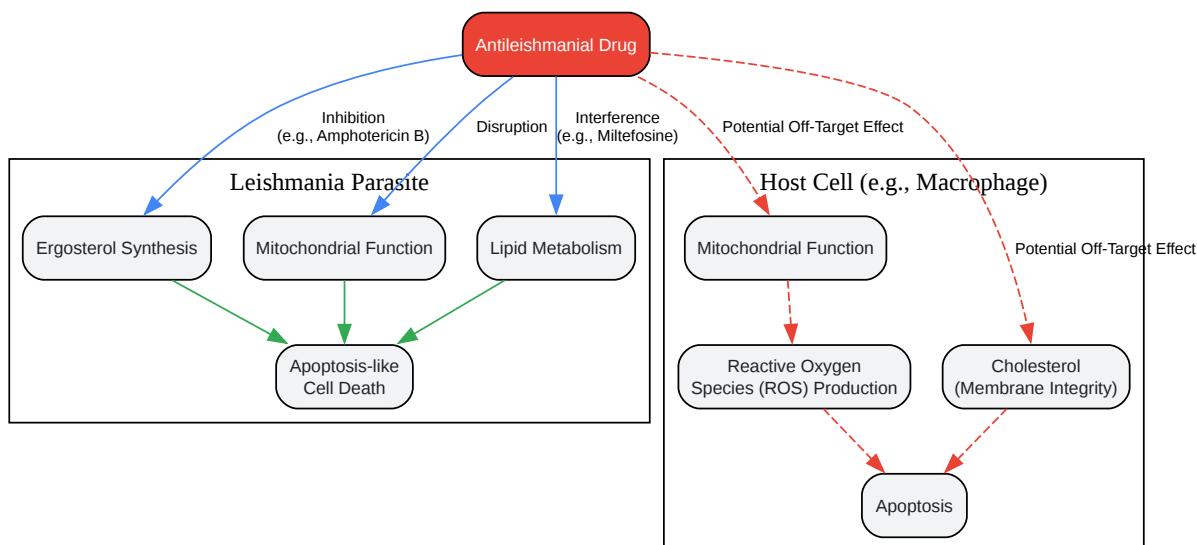 Antileishmanial Drug
Inhibition
(e.g., Amphotericin B)
Disruption
Interference
(e.g., Miltefosine)
Potential Off-Target Effect
Leishmania Parasite
Host Cell (e.g., Macrophage)
Ergosterol Synthesis
Mitochondrial Function
Lipid Metabolism
Mitochondrial Function
Potential Off-Target Effect
Apoptosis-like
Cell Death
Reactive Oxygen
Species (ROS) Production
Cholesterol
(Membrane Integrity)
Apoptosis